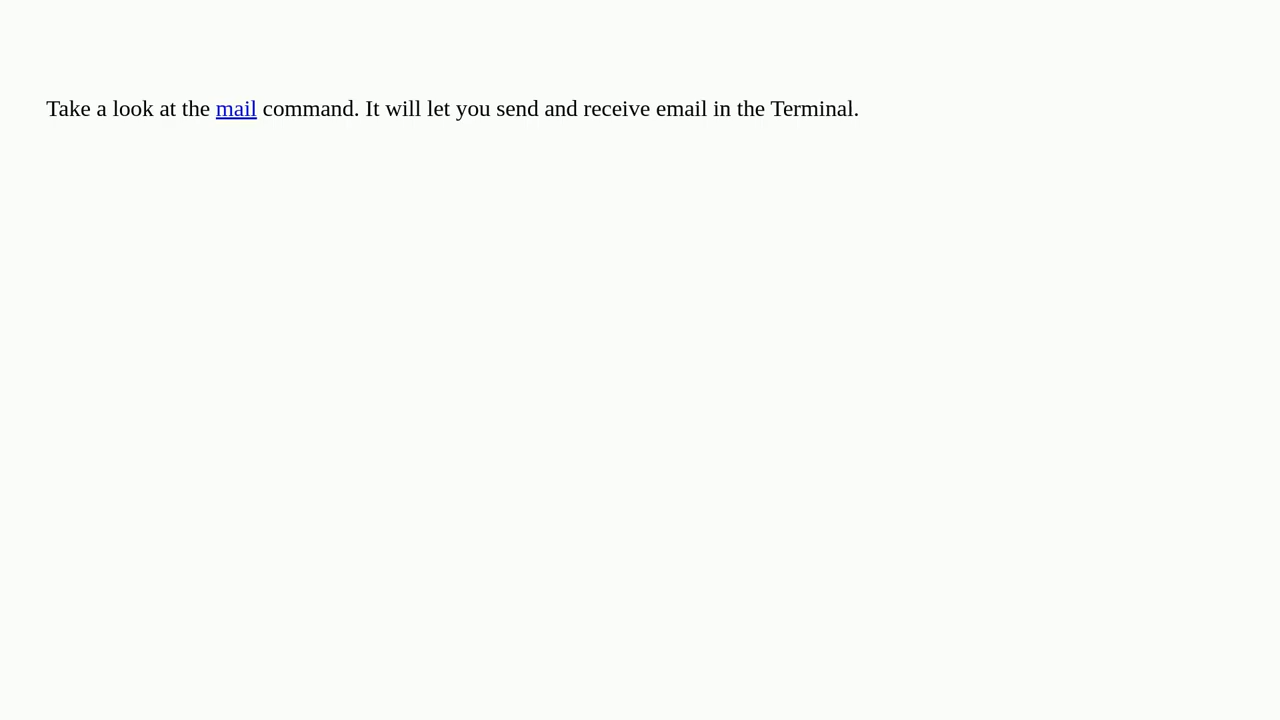 Take a look at the mail command. It will let you send and receive email in the Terminal.